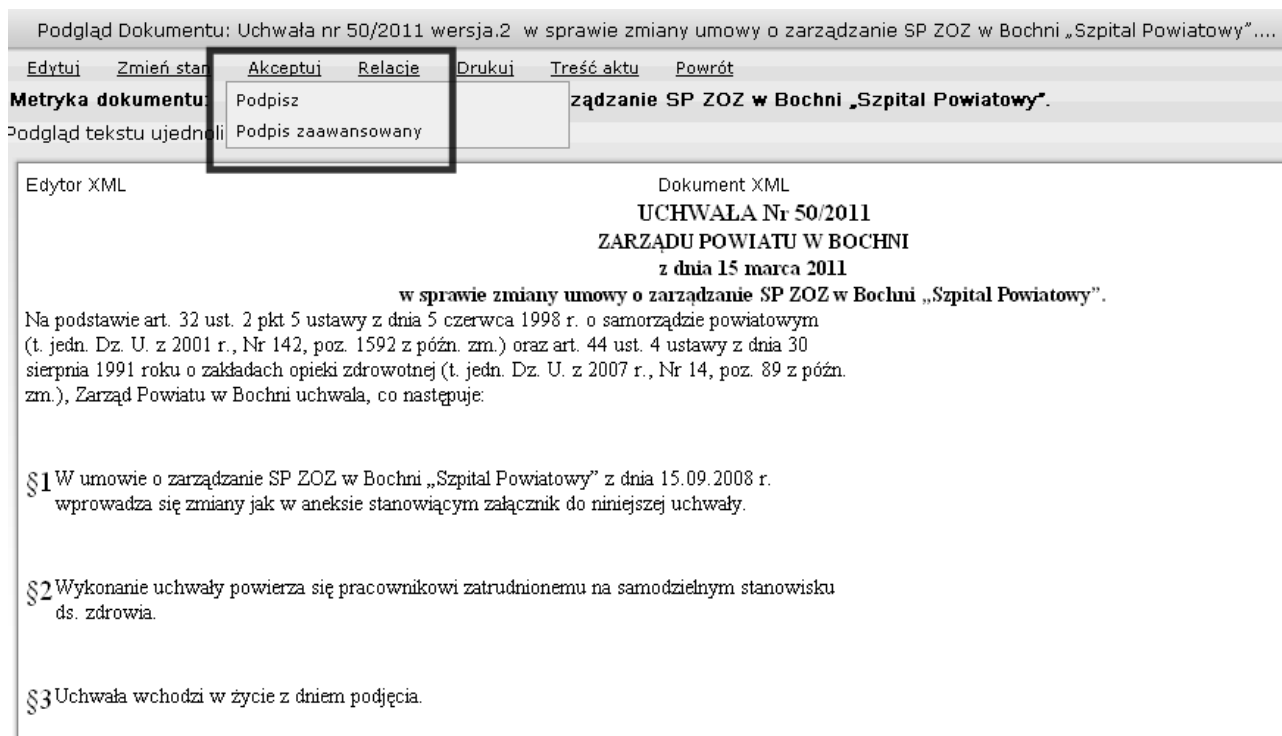 Podgląd Dokumentu: Uchwała nr 50/2011 wersja.2 w sprawie zmiany umowy o zarządzanie SP ZOZ w Bochni „Szpital Powiatowy”....
Edytuj Zmień stan Akceptuj Relacje Drukuj Treść aktu Powrót
Metryka dokumentu: ządzanie SP ZOZ w Bochni „Szpital Powiatowy”.
Podpisz
Podgląd tekstu ujednoli
Podpis zaawansowany
Edytor XML Dokument XML
UCHWAŁA Nr 50/2011
ZARZĄDU POWIATU W BOCHNI
z dnia 15 marca 2011
w sprawie zmiany umowy o zarządzanie SP ZOZ w Bochni „Szpital Powiatowy”.
Na podstawie art. 32 ust. 2 pkt 5 ustawy z dnia 5 czerwca 1998 r. o samorządzie powiatowym
(t. jedn. Dz. U. z 2001 r., Nr 142, poz. 1592 z późn. zm.) oraz art. 44 ust. 4 ustawy z dnia 30
sierpnia 1991 roku o zakładach opieki zdrowotnej (t. jedn. Dz. U. z 2007 r., Nr 14, poz. 89 z późn.
zm.), Zarząd Powiatu w Bochni uchwala, co następuje:
§1 W umowie o zarządzanie SP ZOZ w Bochni „Szpital Powiatowy” z dnia 15.09.2008 r.
wprowadza się zmiany jak w aneksie stanowiącym załącznik do niniejszej uchwały.
§2 Wykonanie uchwały powierza się pracownikowi zatrudnionemu na samodzielnym stanowisku
ds. zdrowia.
§3 Uchwała wchodzi w życie z dniem podjęcia.